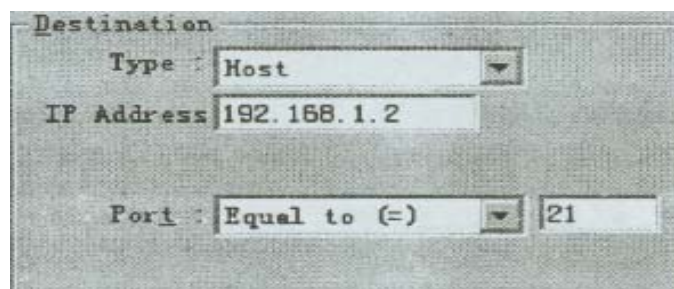 Destination
Type : Host
IP Address 192.168.1.2
Port : Equal to (=) 21